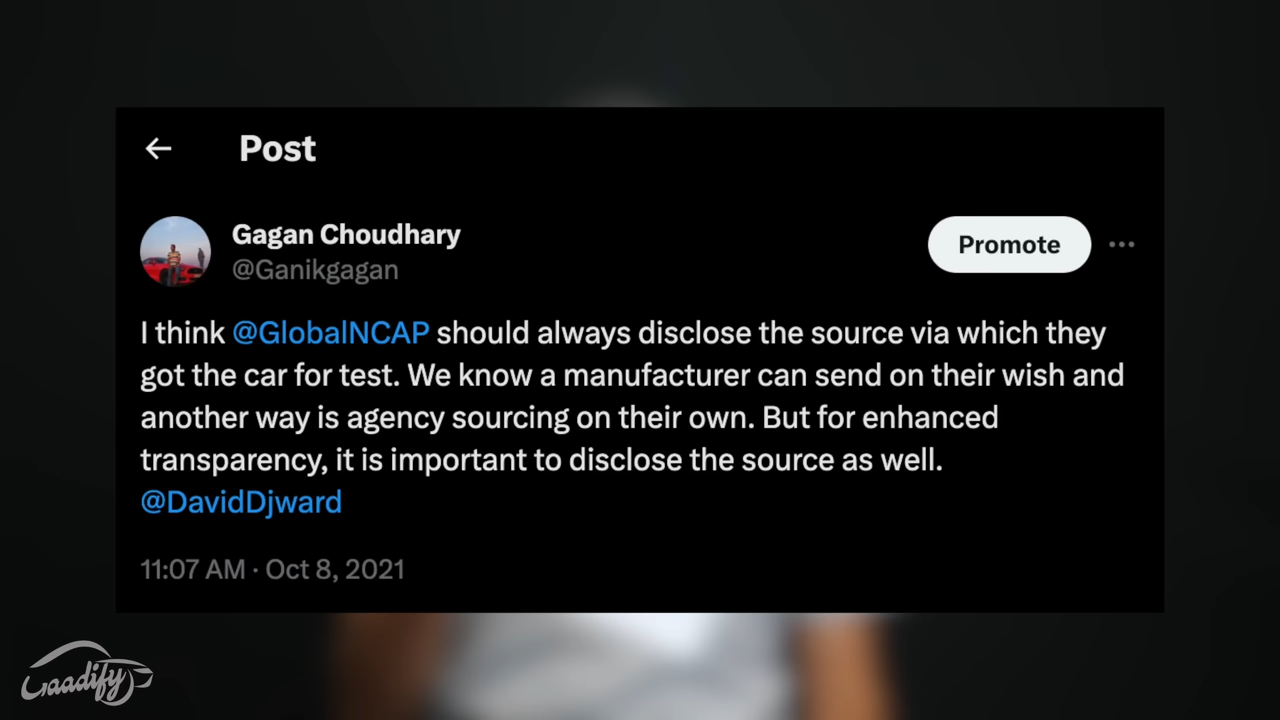 Post
Gagan Choudhary
@Ganikgagan
Promote
I think @GlobalNCAP should always disclose the source via which they
got the car for test. We know a manufacturer can send on their wish and
another way is agency sourcing on their own. But for enhanced
transparency, it is important to disclose the source as well.
@DavidDjward
11:07 AM · Oct 8, 2021
Gaadify